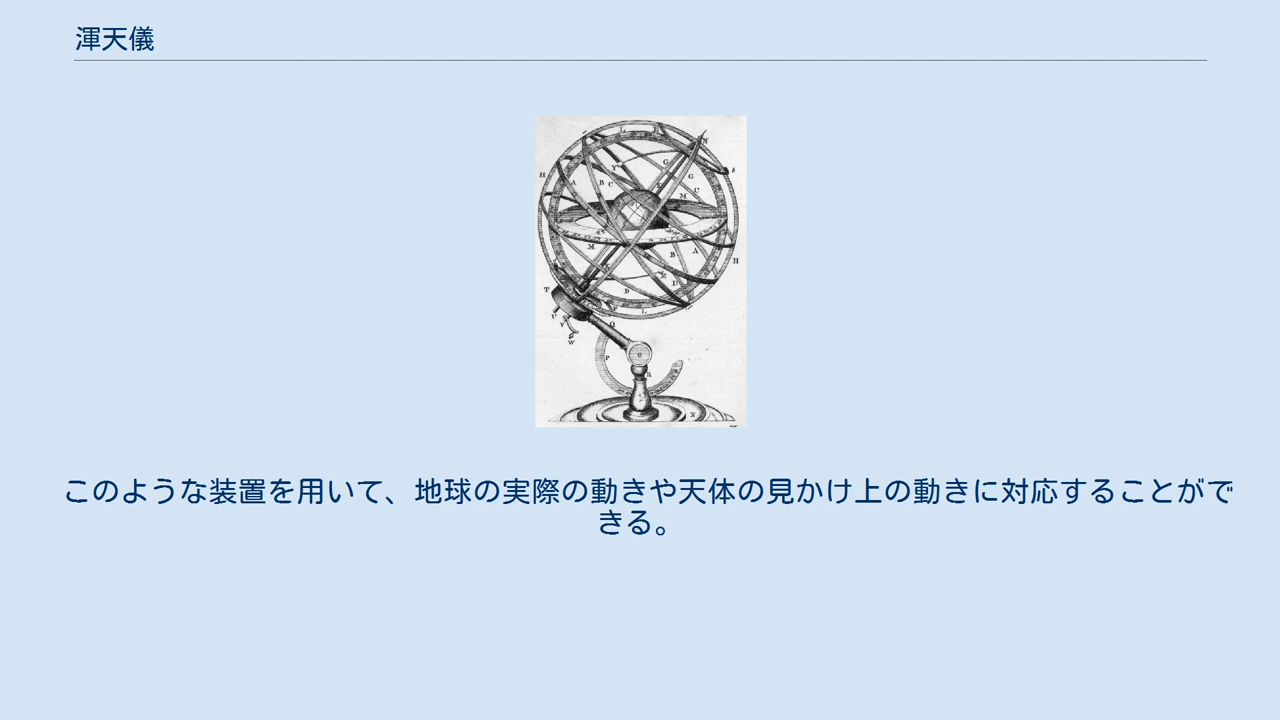 渾天儀
このような装置を用いて、地球の実際の動きや天体の見かけ上の動きに対応することがで
きる。